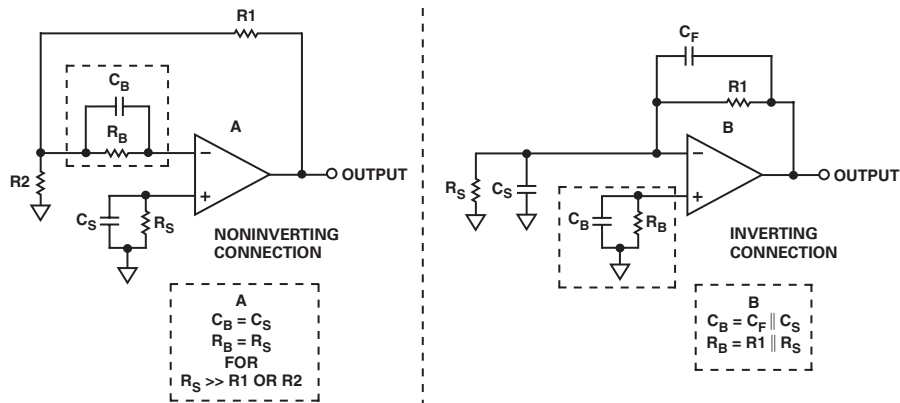 R1
C_B
R_B
A
−
+
R2
C_S
R_S
OUTPUT
NONINVERTING
CONNECTION
A
C_B = C_S
R_B = R_S
FOR
R_S >> R1 OR R2
C_F
R1
B
−
+
R_S
C_S
C_B
R_B
OUTPUT
INVERTING
CONNECTION
B
C_B = C_F || C_S
R_B = R1 || R_S